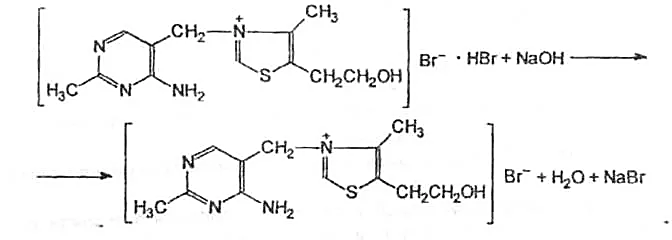 CH₃
CH₂ N⁺
N
S CH₂CH₂OH Br⁻ · HBr + NaOH
H₃C N NH₂
CH₃
CH₂ N⁺
N
S CH₂CH₂OH Br⁻ + H₂O + NaBr
H₃C N NH₂